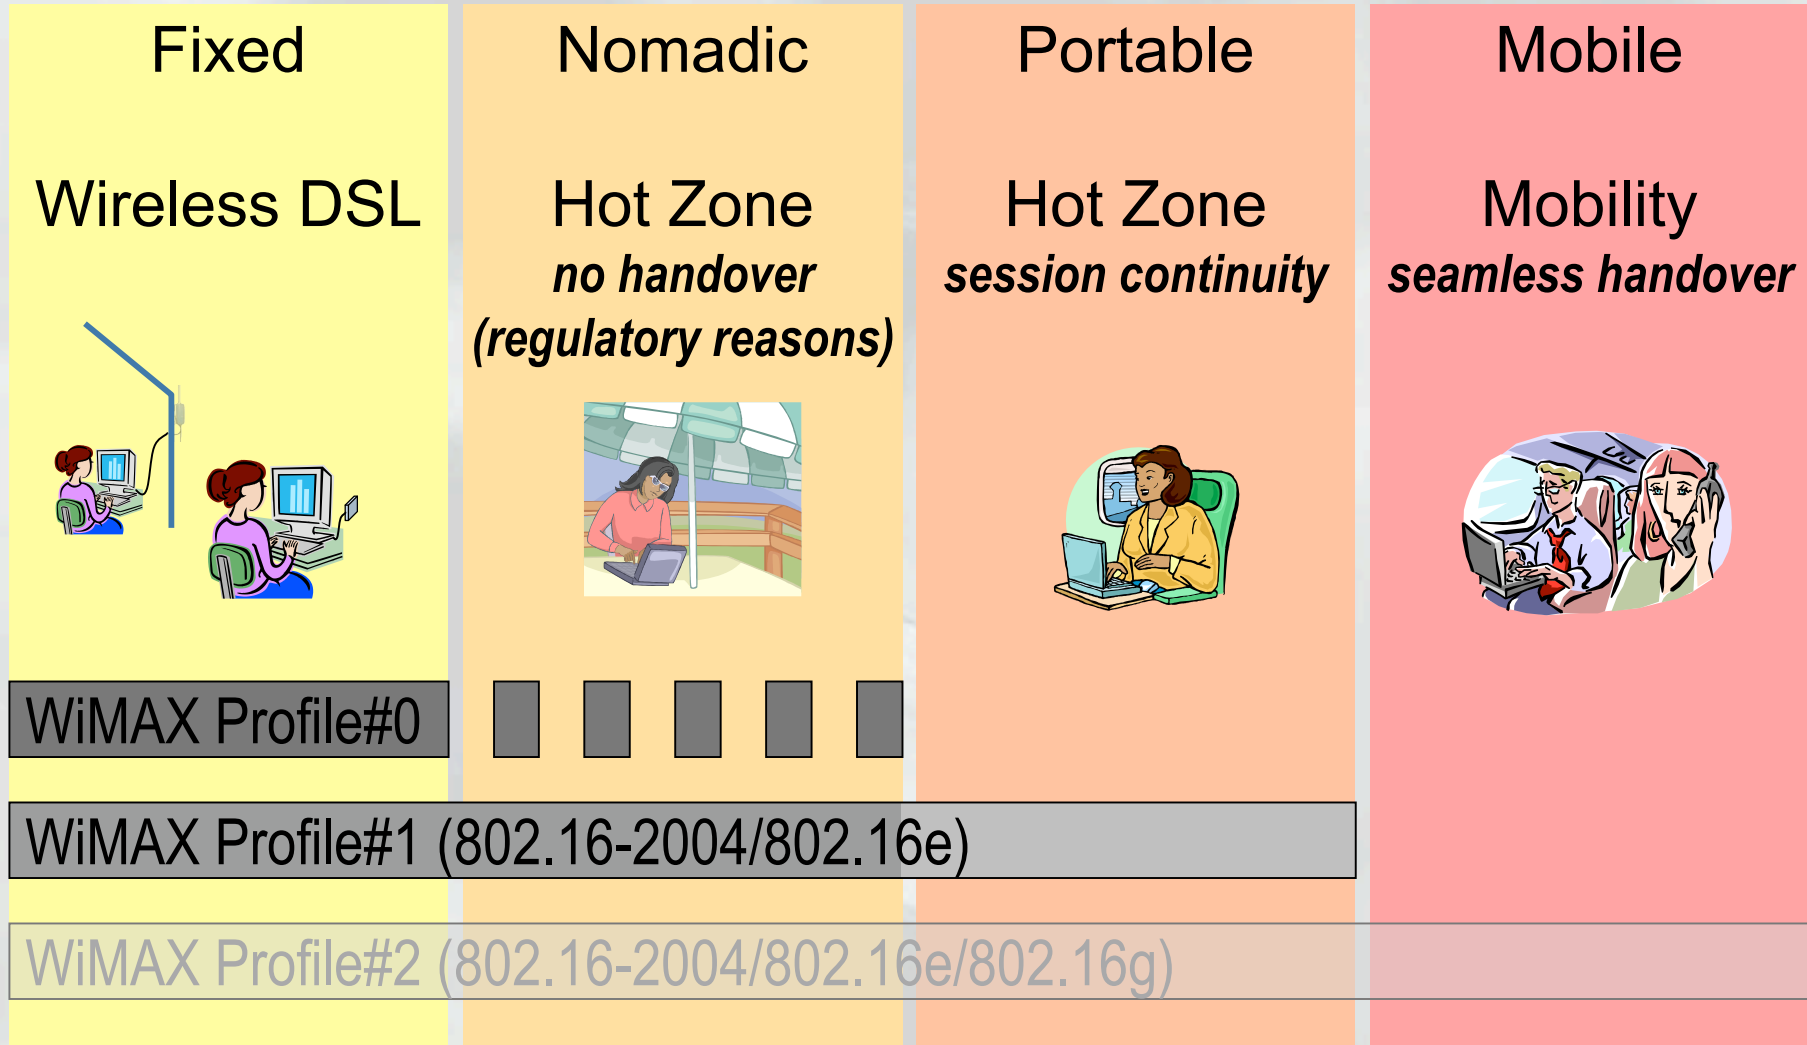 Fixed
Nomadic
Portable
Mobile
Wireless DSL
Hot Zone
no handover
(regulatory reasons)
Hot Zone
session continuity
Mobility
seamless handover
WiMAX Profile#0
WiMAX Profile#1 (802.16-2004/802.16e)
WiMAX Profile#2 (802.16-2004/802.16e/802.16g)